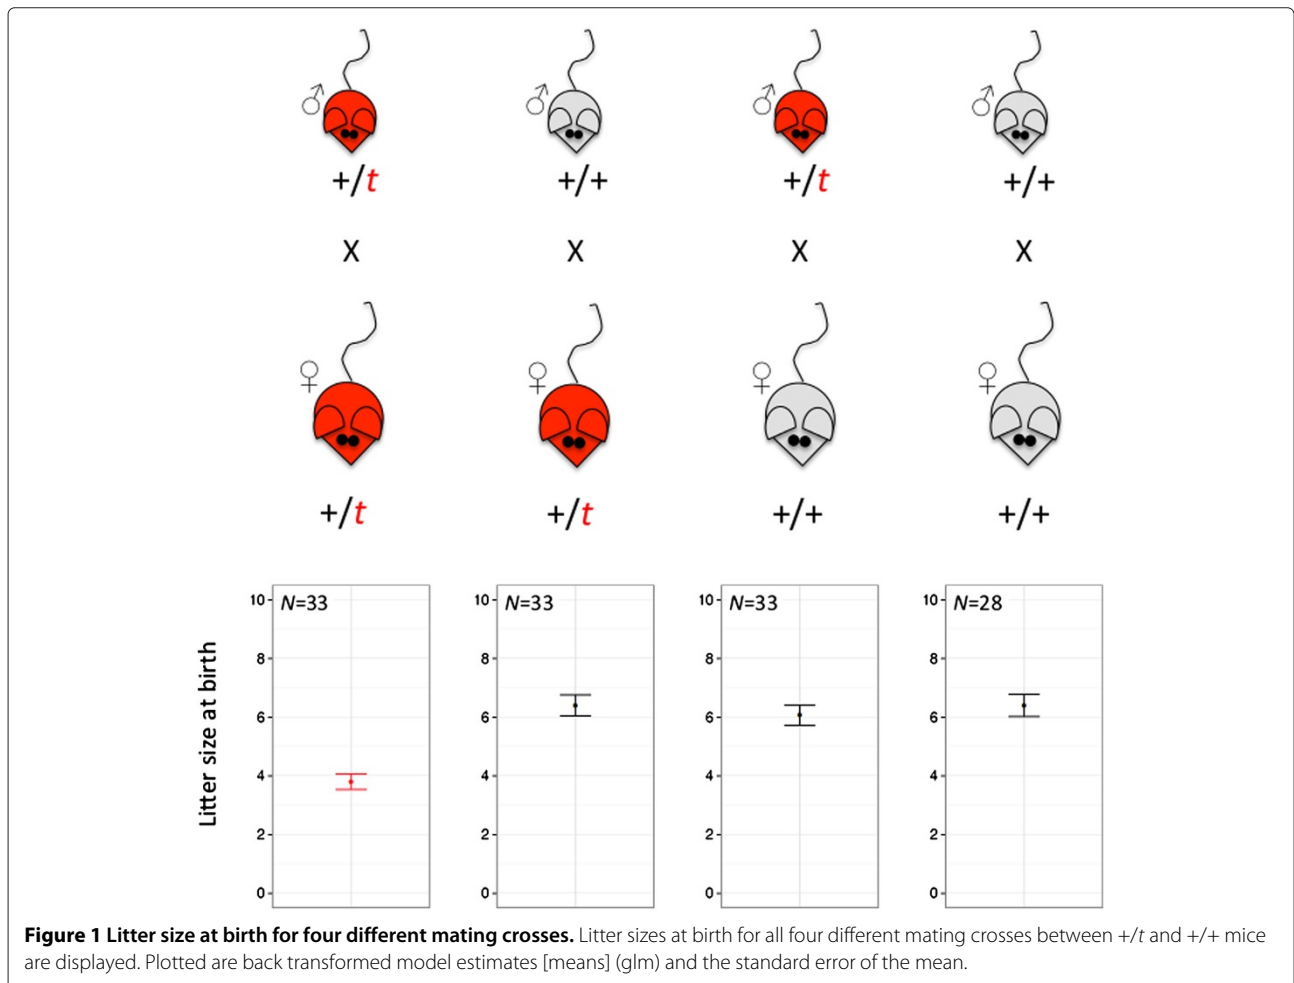 ♂ ♂ ♂ ♂
+/t +/+ +/t +/+
X X X X
♀ ♀ ♀ ♀
+/t +/t +/+ +/+
Litter size at birth
10 8 6 4 2 0
N=33
10 8 6 4 2 0
N=33
10 8 6 4 2 0
N=33
10 8 6 4 2 0
N=28
Figure 1 Litter size at birth for four different mating crosses. Litter sizes at birth for all four different mating crosses between +/t and +/+ mice
are displayed. Plotted are back transformed model estimates [means] (glm) and the standard error of the mean.